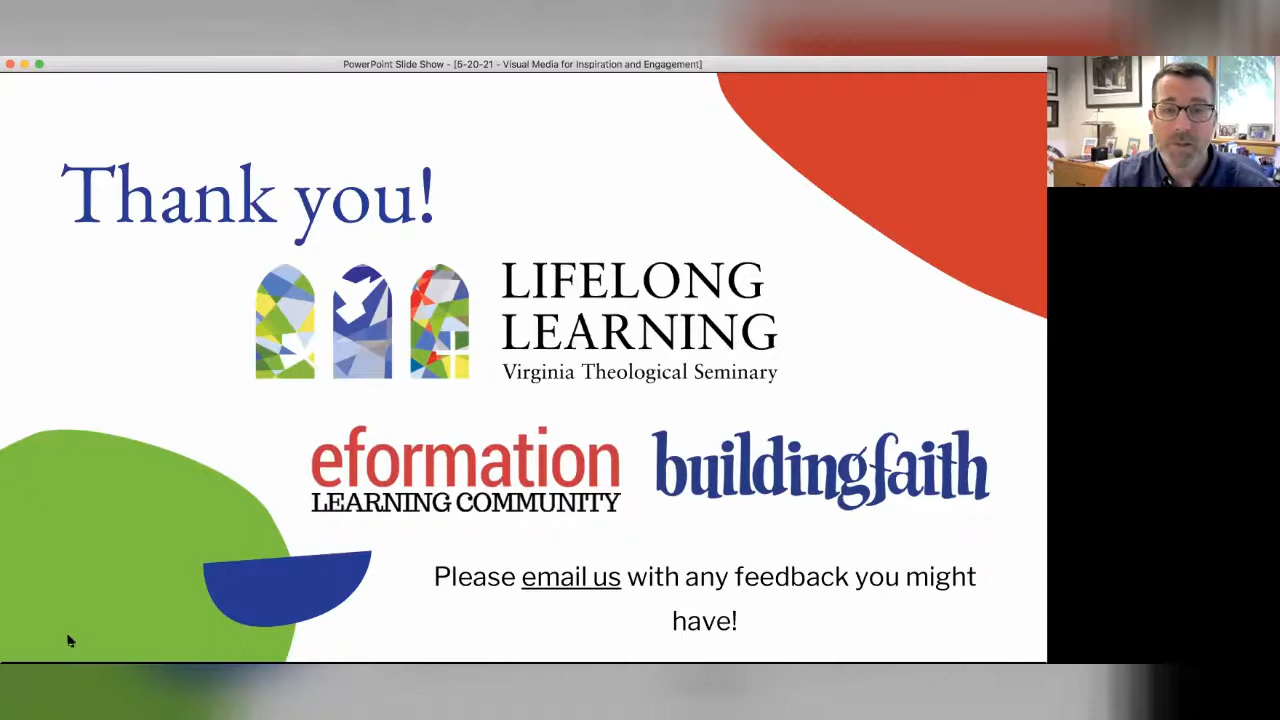 PowerPoint Slide Show - [5-20-21 - Visual Media for Inspiration and Engagement]
Thank you!
LIFELONG
LEARNING
Virginia Theological Seminary
eformation
LEARNING COMMUNITY
buildingfaith
Please email us with any feedback you might
have!